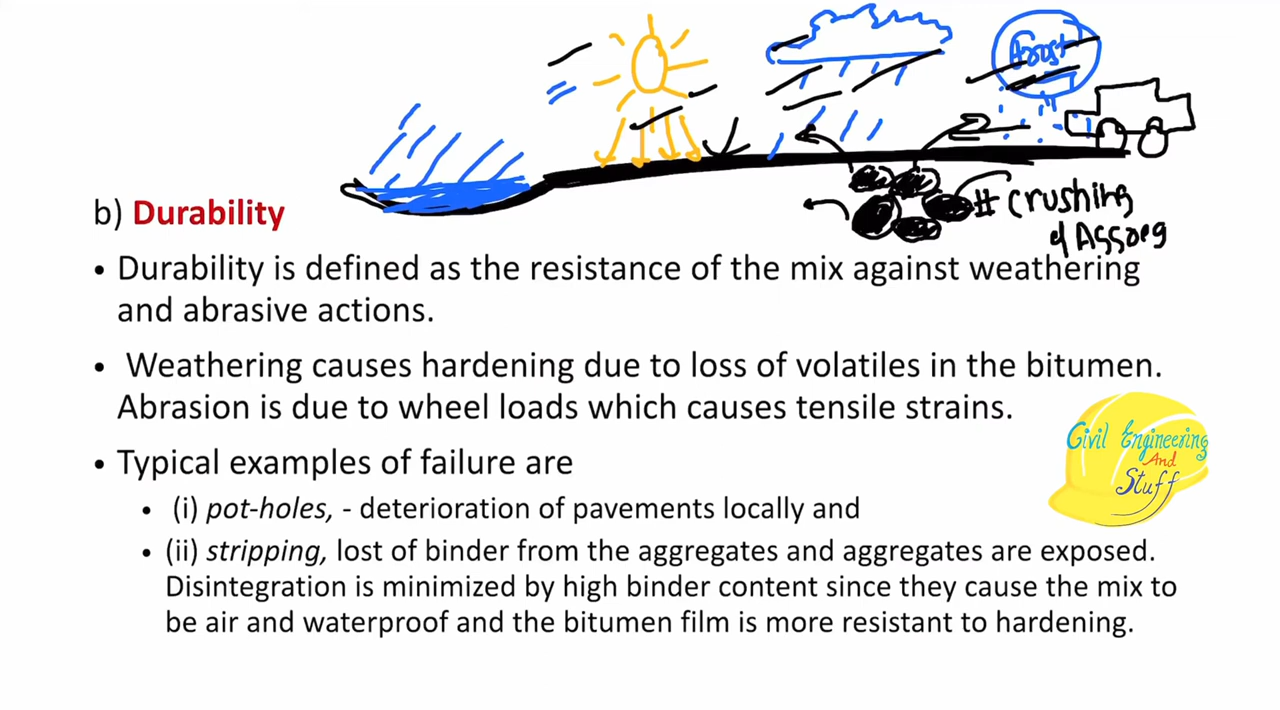 Frost
# Crushing
of Aggreg
b) Durability
• Durability is defined as the resistance of the mix against weathering
and abrasive actions.
• Weathering causes hardening due to loss of volatiles in the bitumen.
Abrasion is due to wheel loads which causes tensile strains.
Civil Engineering
And
Stuff
• Typical examples of failure are
• (i) pot-holes, - deterioration of pavements locally and
• (ii) stripping, lost of binder from the aggregates and aggregates are exposed.
Disintegration is minimized by high binder content since they cause the mix to
be air and waterproof and the bitumen film is more resistant to hardening.